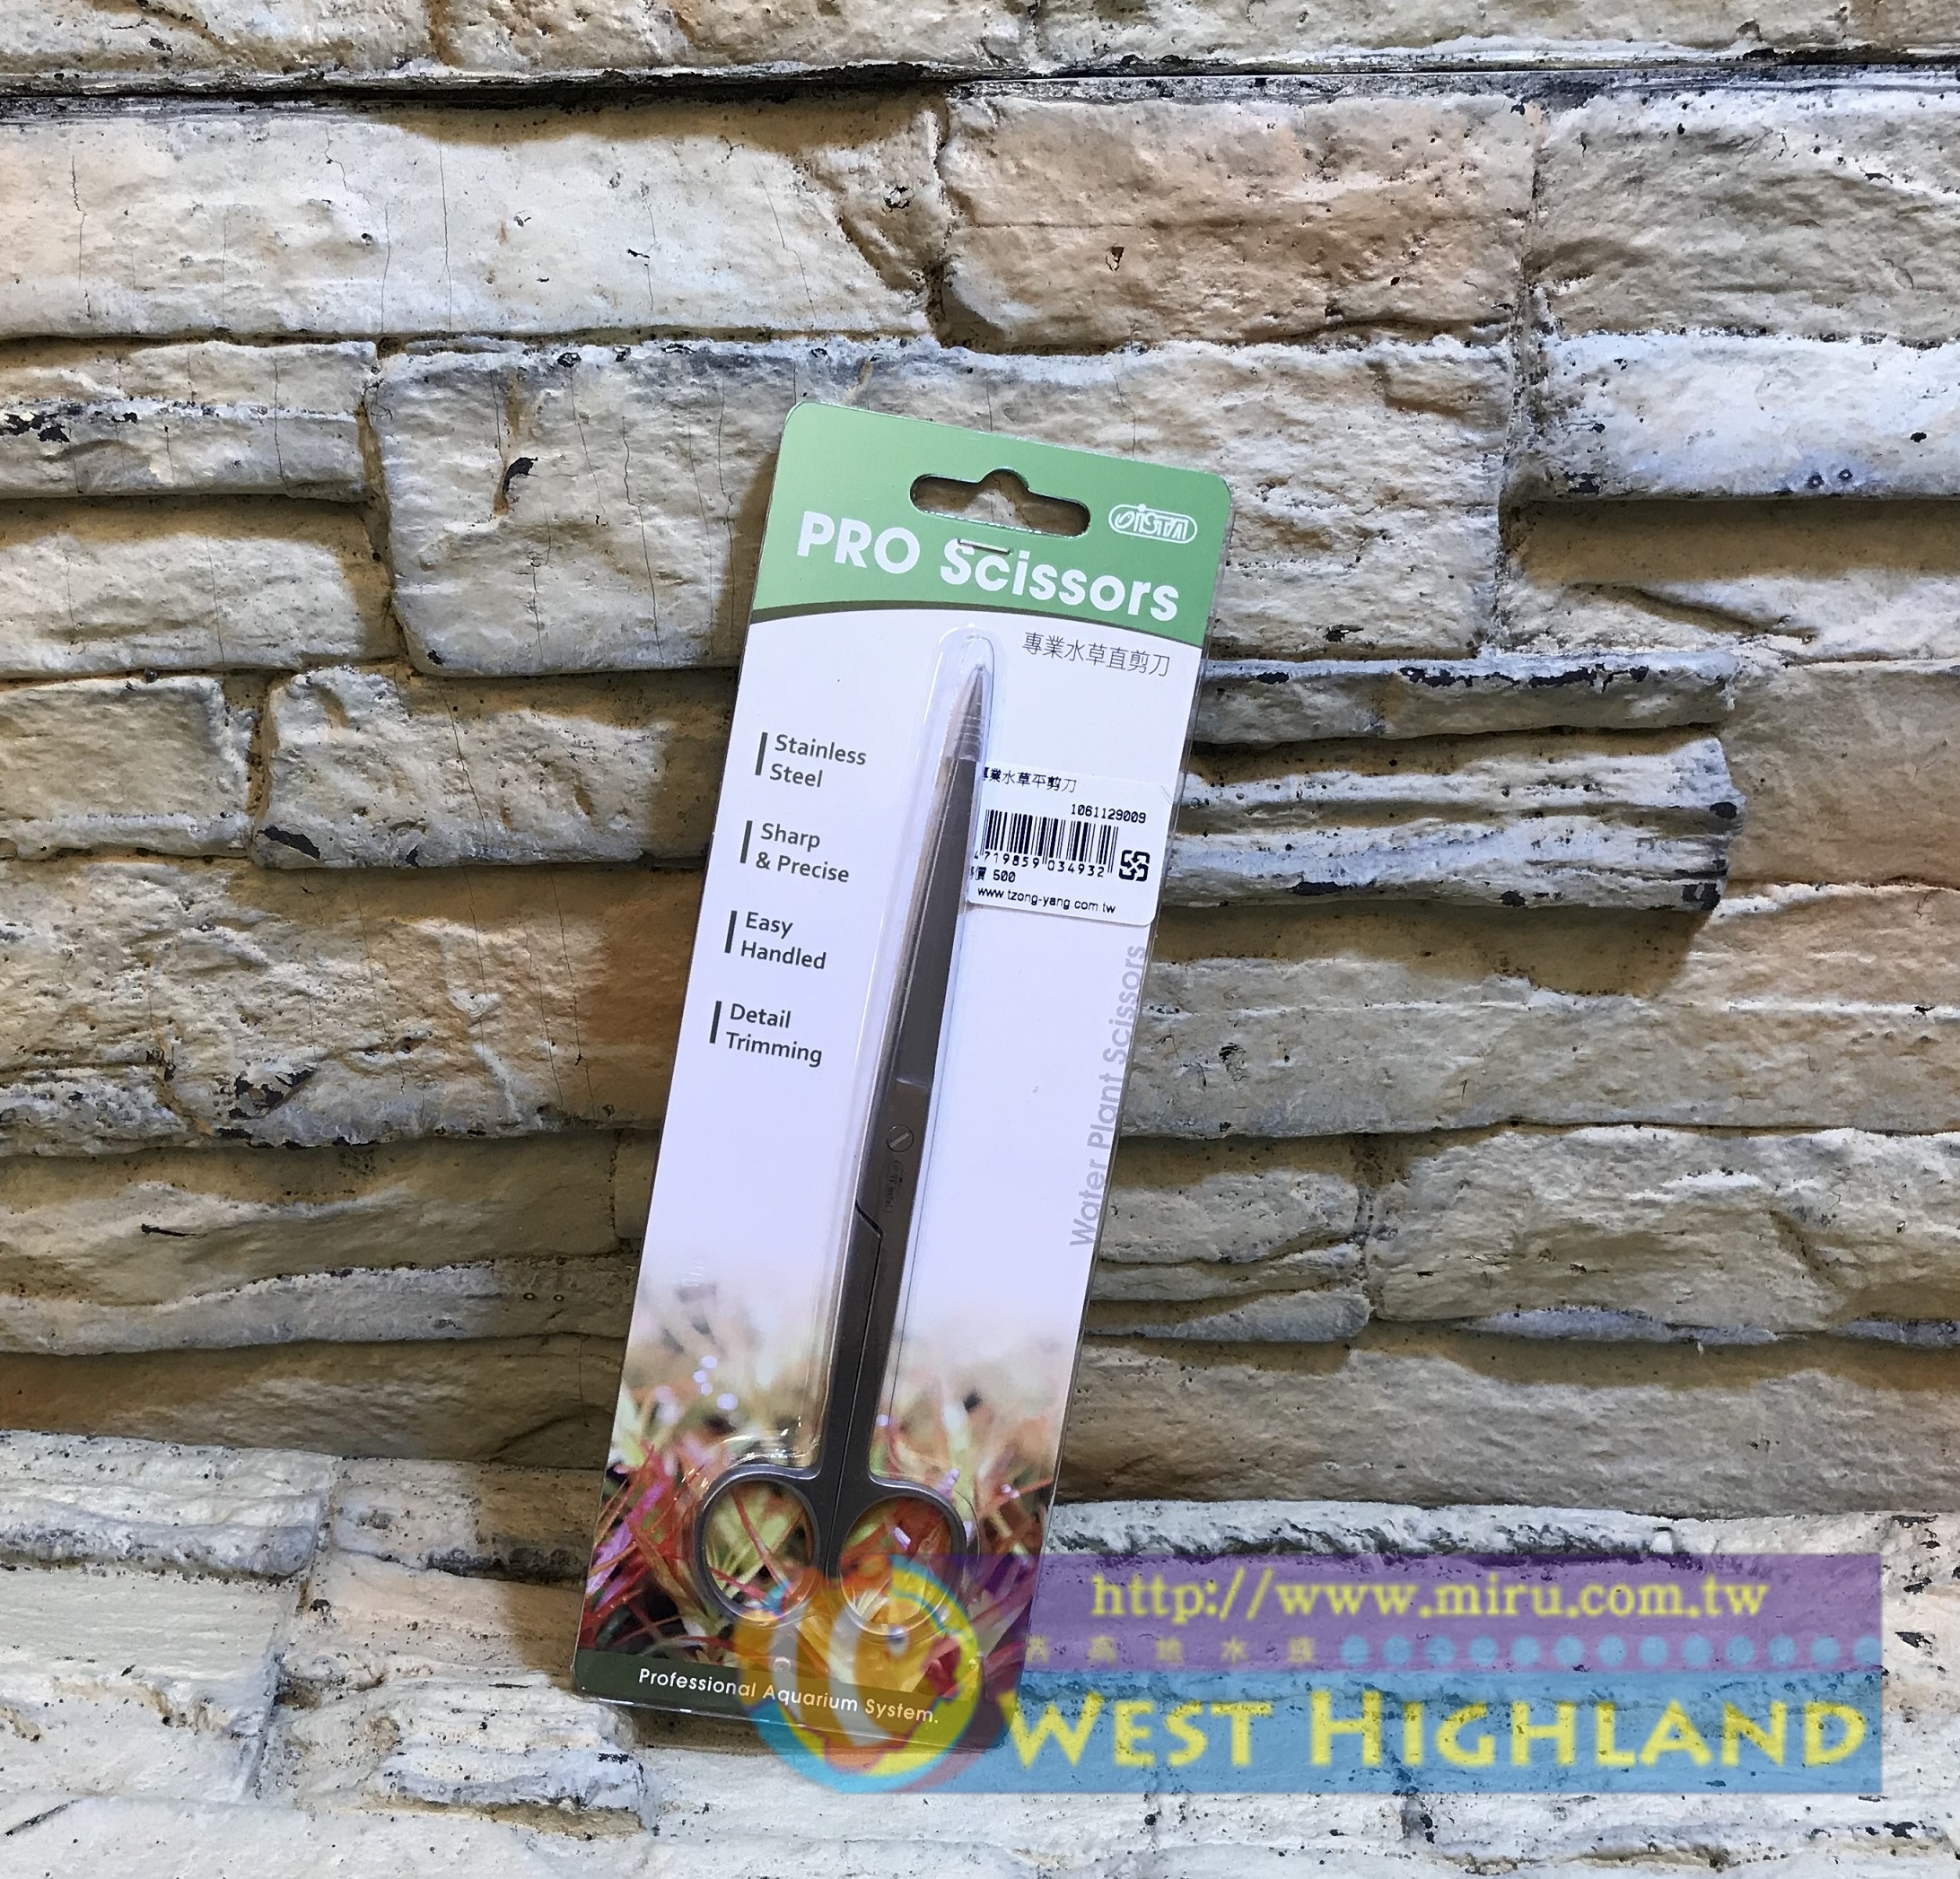 ISTA
PRO Scissors
專業水草直剪刀
Stainless
Steel
Sharp
& Precise
Easy
Handled
Detail
Trimming
專業水草平剪刀
1061129009
4719859 034932
500
www.tzong-yang.com.tw
Water Plant Scissors
Professional Aquarium System.
http://www.miru.com.tw
西高地水族
WEST HIGHLAND